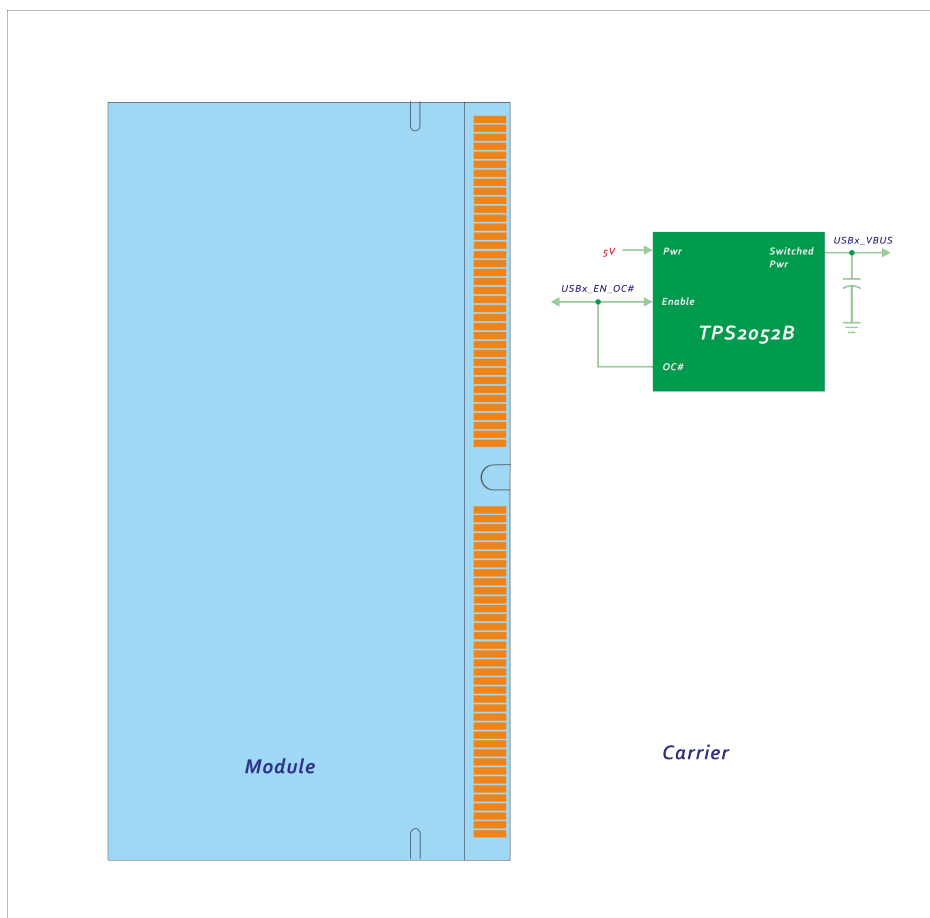 USBx_VBUS
5V
Pwr
Switched
Pwr
USBx_EN_OC#
Enable
TPS2052B
OC#
Carrier
Module